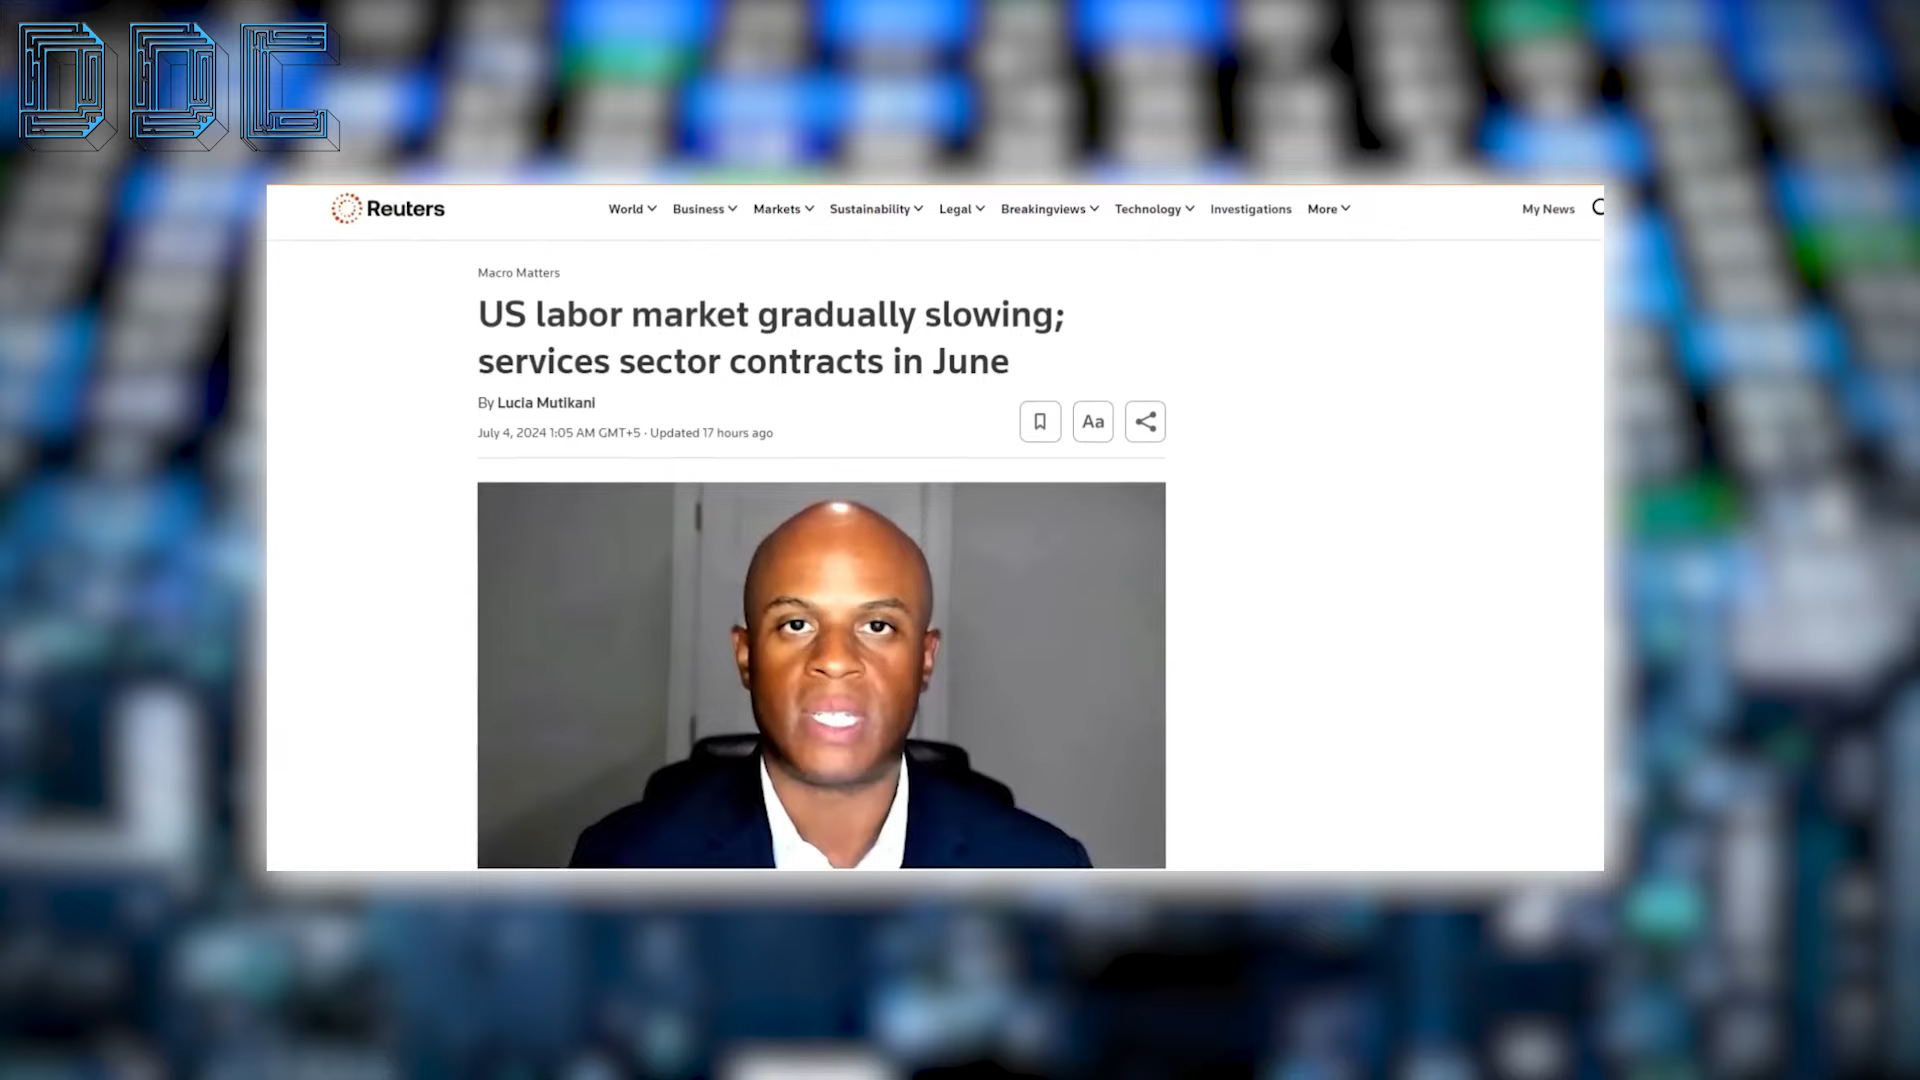 DDC
Reuters
World Business Markets Sustainability Legal Breakingviews Technology Investigations More My News
Macro Matters
US labor market gradually slowing;
services sector contracts in June
By Lucia Mutikani
July 4, 2024 1:05 AM GMT+5 · Updated 17 hours ago
Aa